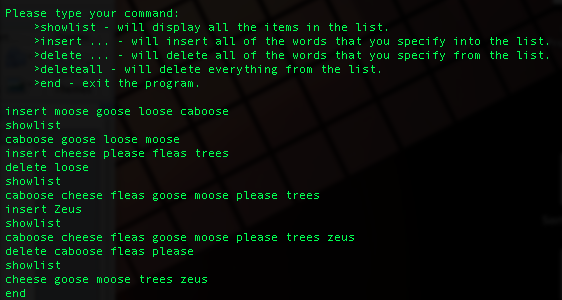 Please type your command:
>showlist - will display all the items in the list.
>insert ... - will insert all of the words that you specify into the list.
>delete ... - will delete all of the words that you specify from the list.
>deleteall - will delete everything from the list.
>end - exit the program.
insert moose goose loose caboose
showlist
caboose goose loose moose
insert cheese please fleas trees
delete loose
showlist
caboose cheese fleas goose moose please trees
insert Zeus
showlist
caboose cheese fleas goose moose please trees zeus
delete caboose fleas please
showlist
cheese goose moose trees zeus
end